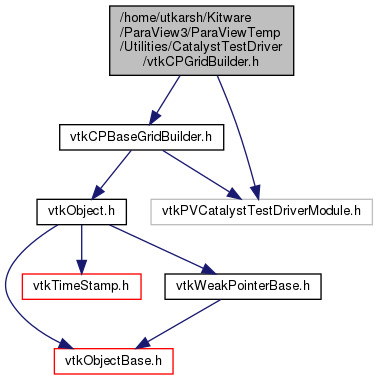 /home/utkarsh/Kitware
/ParaView3/ParaViewTemp
/Utilities/CatalystTestDriver
/vtkCPGridBuilder.h
vtkCPBaseGridBuilder.h
vtkObject.h
vtkPVCatalystTestDriverModule.h
vtkTimeStamp.h
vtkWeakPointerBase.h
vtkObjectBase.h